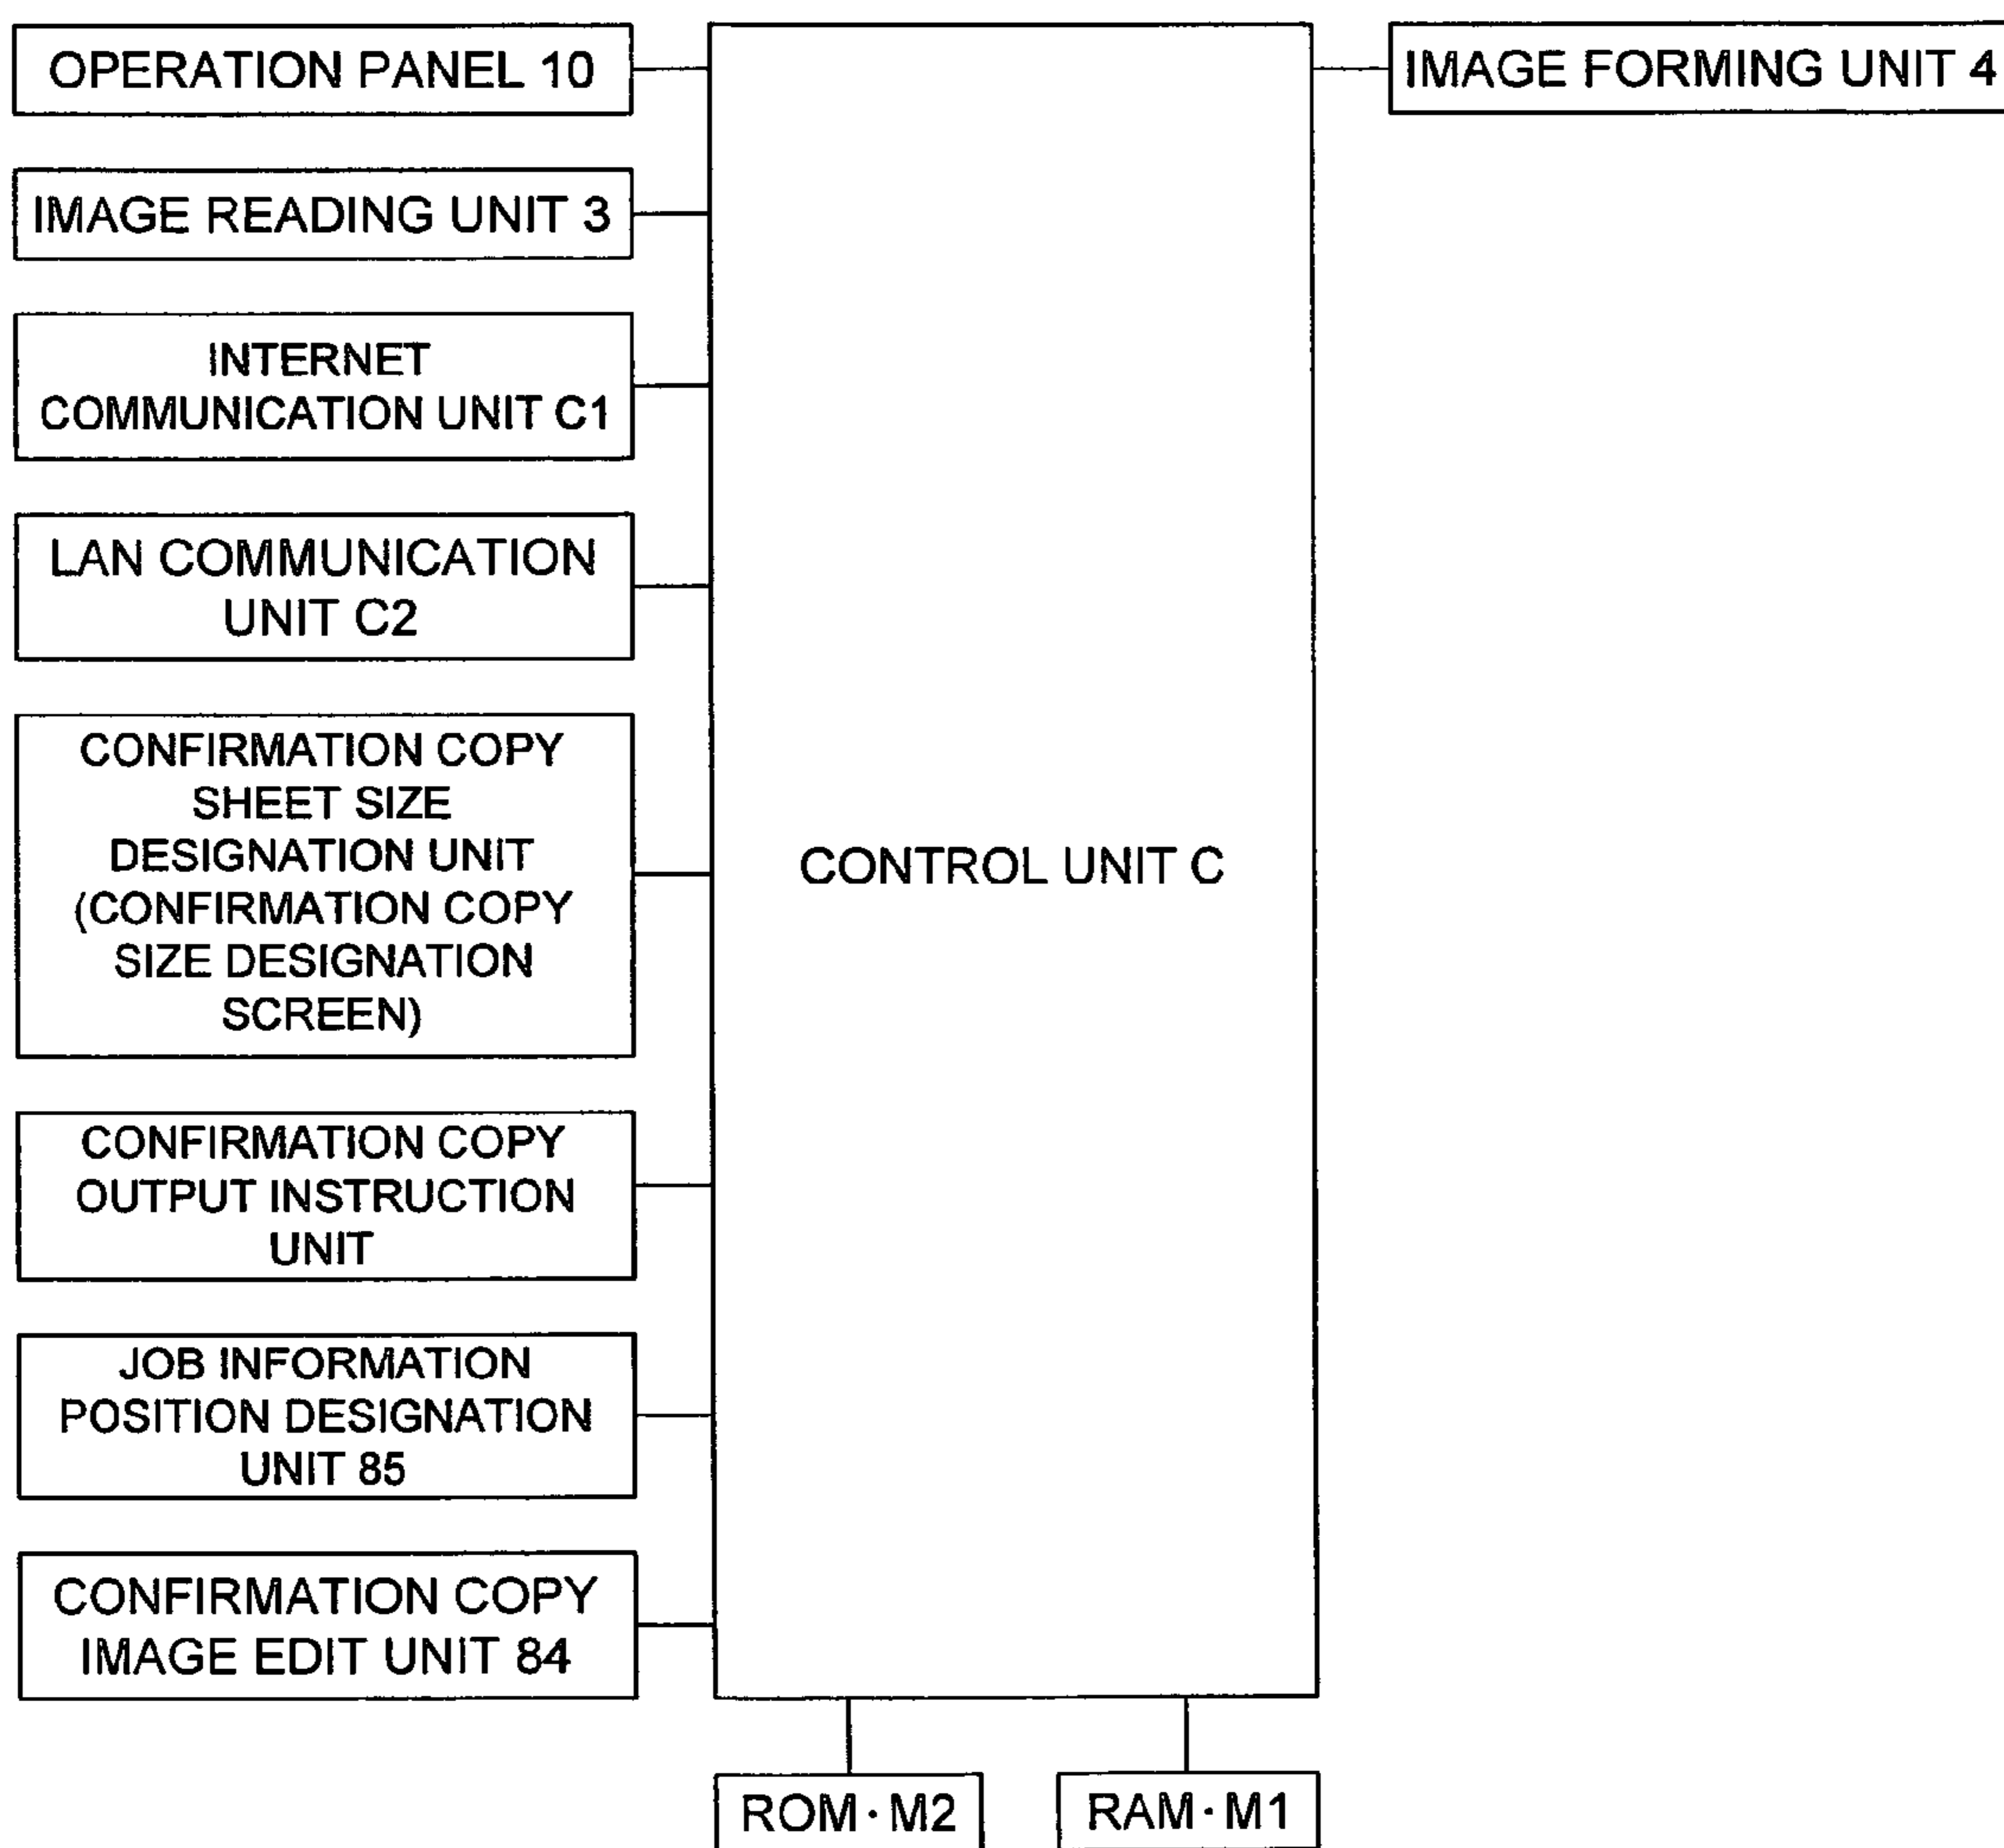 OPERATION PANEL 10
IMAGE FORMING UNIT 4
IMAGE READING UNIT 3
INTERNET
COMMUNICATION UNIT C1
LAN COMMUNICATION
UNIT C2
CONFIRMATION COPY
SHEET SIZE
DESIGNATION UNIT
(CONFIRMATION COPY
SIZE DESIGNATION
SCREEN)
CONTROL UNIT C
CONFIRMATION COPY
OUTPUT INSTRUCTION
UNIT
JOB INFORMATION
POSITION DESIGNATION
UNIT 85
CONFIRMATION COPY
IMAGE EDIT UNIT 84
ROM · M2
RAM · M1